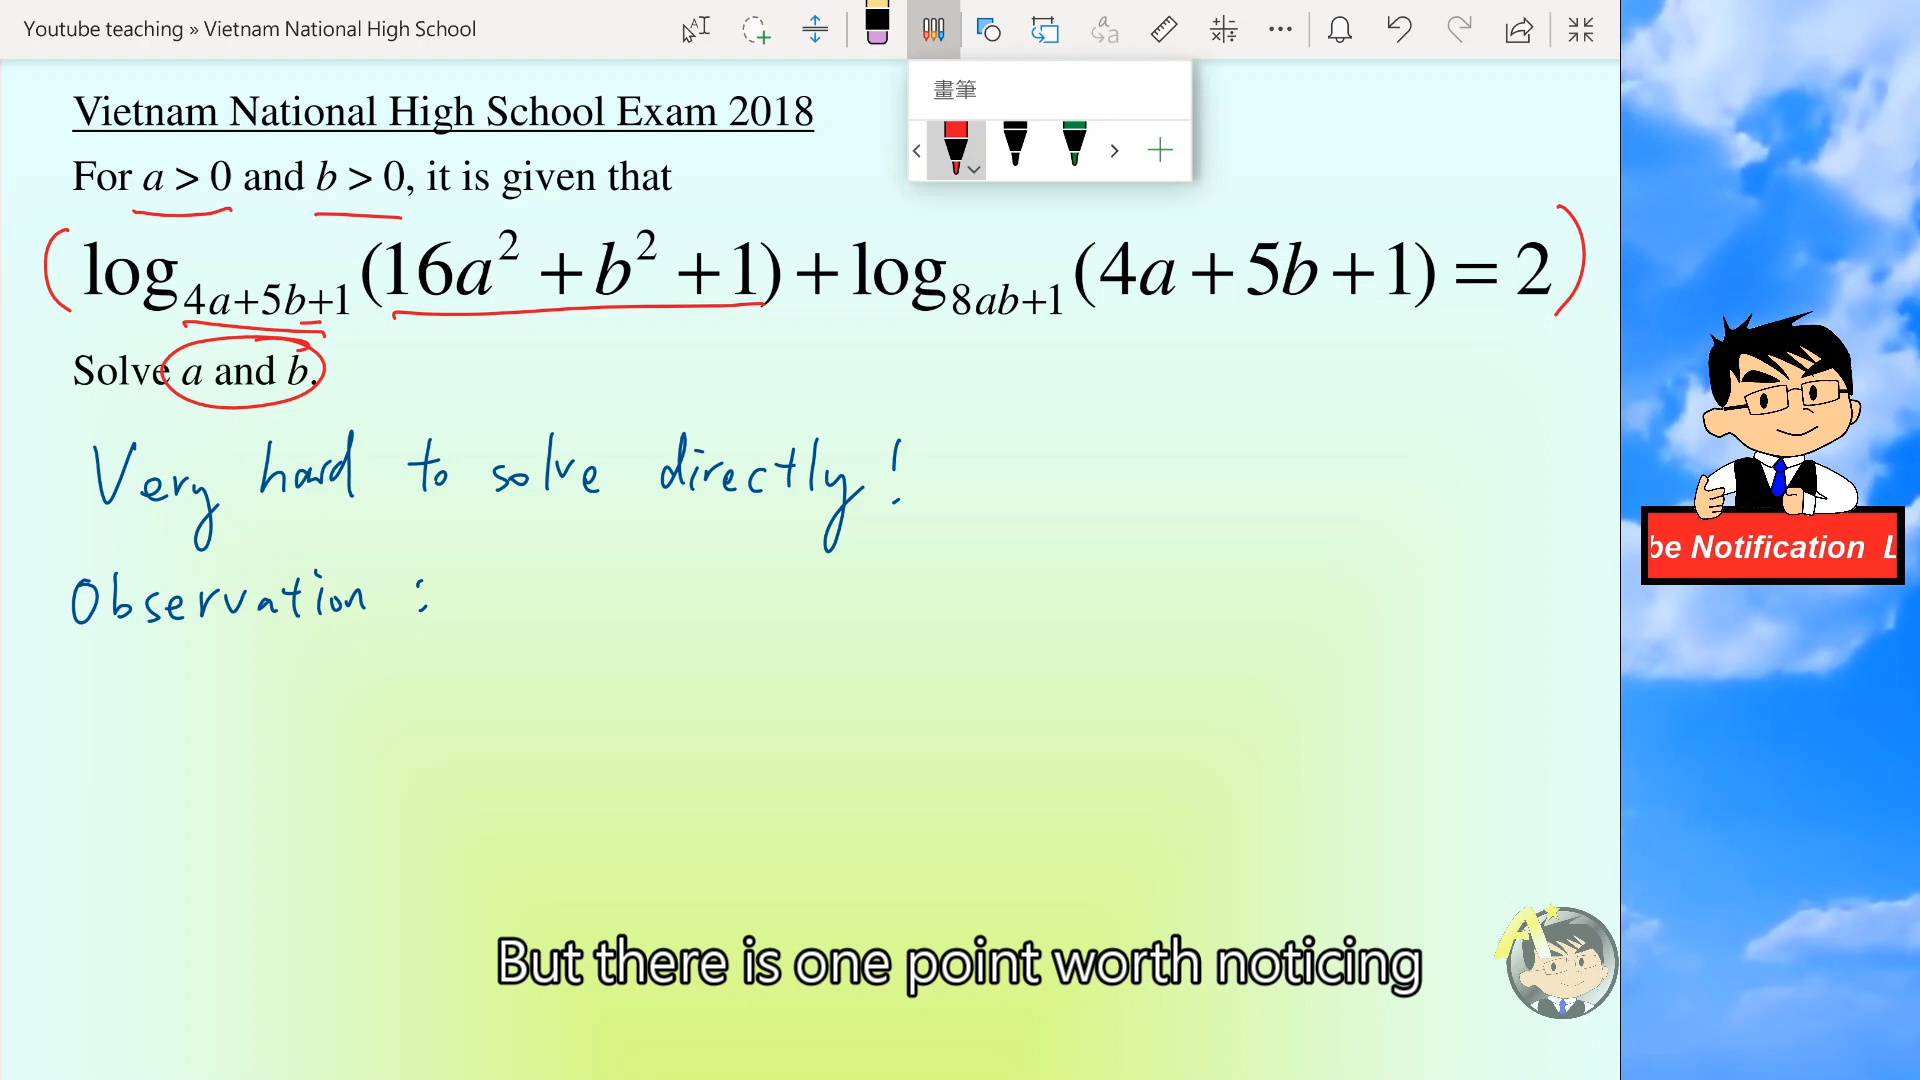 Youtube teaching » Vietnam National High School
畫筆
Vietnam National High School Exam 2018
For a > 0 and b > 0, it is given that
(log₄ₐ₊₅b₊₁ (16a² + b² + 1) + log₈ₐb₊₁ (4a + 5b + 1) = 2)
Solve a and b.
Very hard to solve directly!
Observation :
be Notification L
But there is one point worth noticing
A